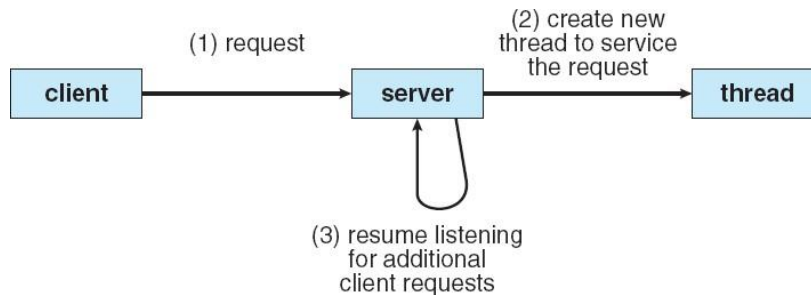 (1) request
(2) create new
thread to service
the request
client
server
thread
(3) resume listening
for additional
client requests